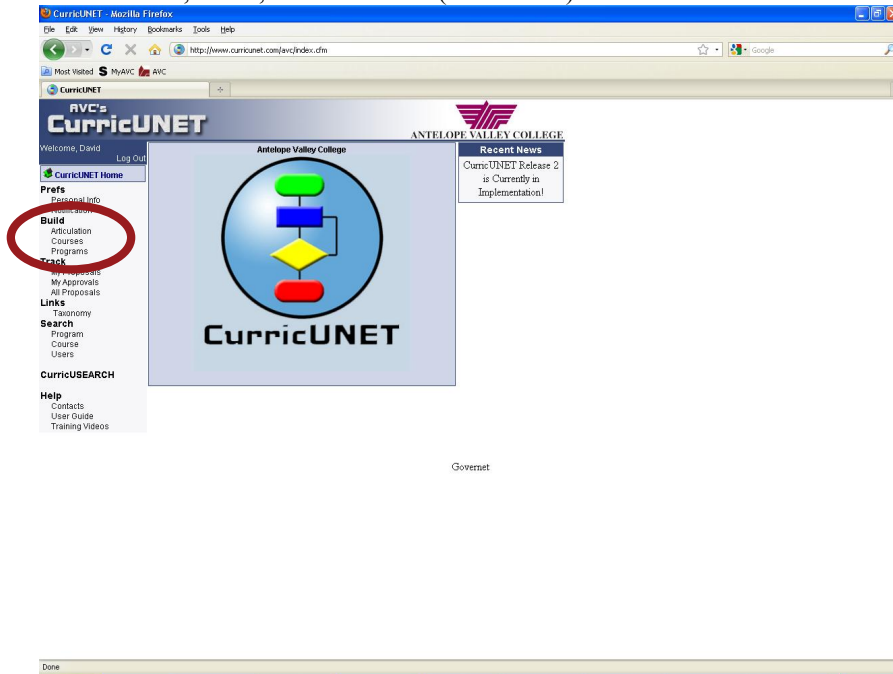 CurricUNET - Mozilla Firefox
File Edit View History Bookmarks Tools Help
http://www.curricunet.com/avc/index.cfm
Google
Most Visited MyAVC AVC
CurricUNET
AVC's
CurricUNET
ANTELOPE VALLEY COLLEGE
Welcome, David
Log Out
CurricUNET Home
Prefs
Personal Info
Notification
Build
Articulation
Courses
Programs
Track
My Proposals
My Approvals
All Proposals
Links
Taxonomy
Search
Program
Course
Users
CurricUSEARCH
Help
Contacts
User Guide
Training Videos
Antelope Valley College
CurricUNET
Recent News
CurricUNET Release 2
is Currently in
Implementation!
Governet
Done